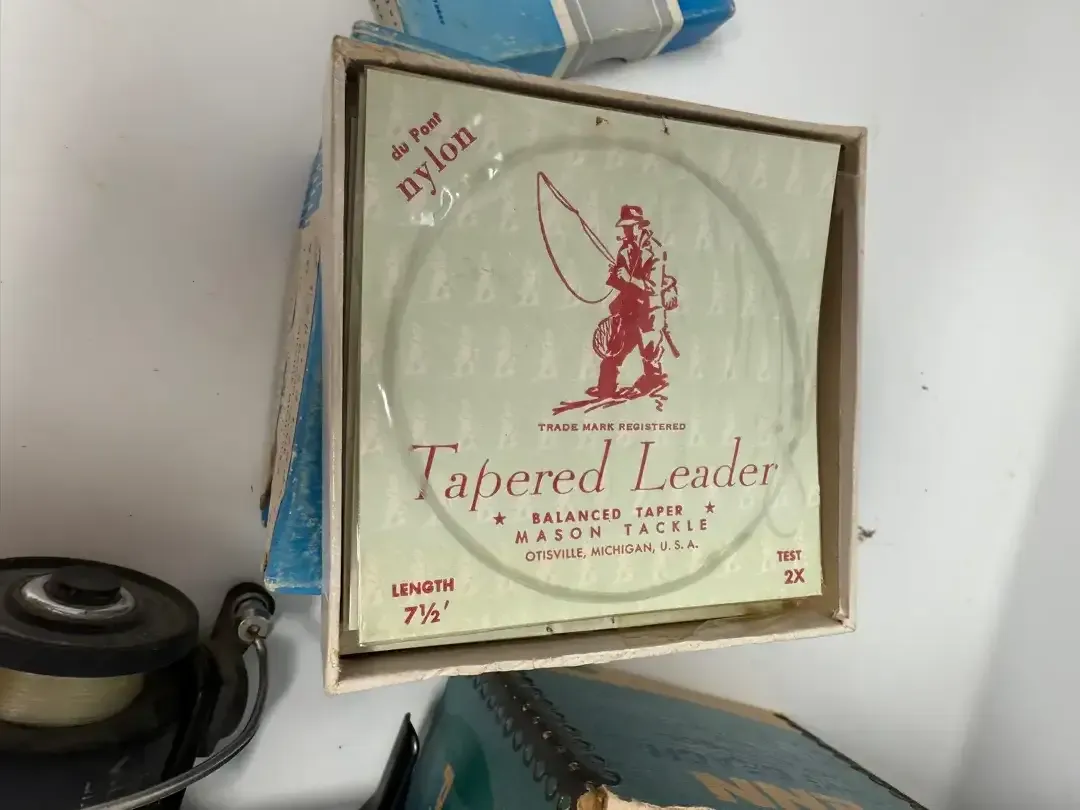 du Pont
nylon
TRADE MARK REGISTERED
Tapered Leader
★ BALANCED TAPER ★
MASON TACKLE
OTISVILLE, MICHIGAN, U.S.A.
LENGTH
7½'
TEST
2X